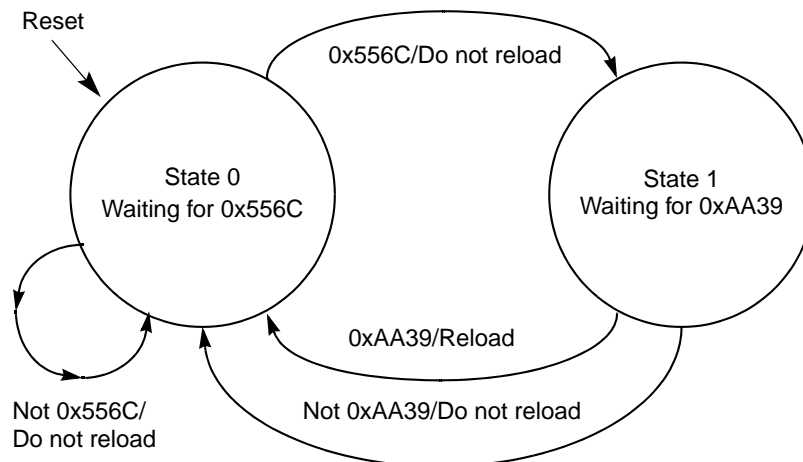 Reset
0x556C/Do not reload
State 0
Waiting for 0x556C
State 1
Waiting for 0xAA39
0xAA39/Reload
Not 0x556C/
Do not reload
Not 0xAA39/Do not reload